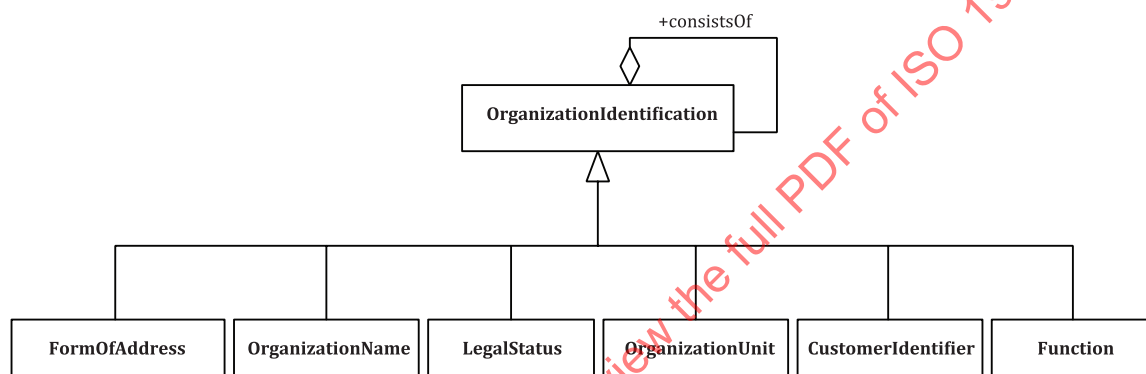 +consistsOf
OrganizationIdentification
FormOfAddress
OrganizationName
LegalStatus
OrganizationUnit
CustomerIdentifier
Function
view the full PDF of ISO